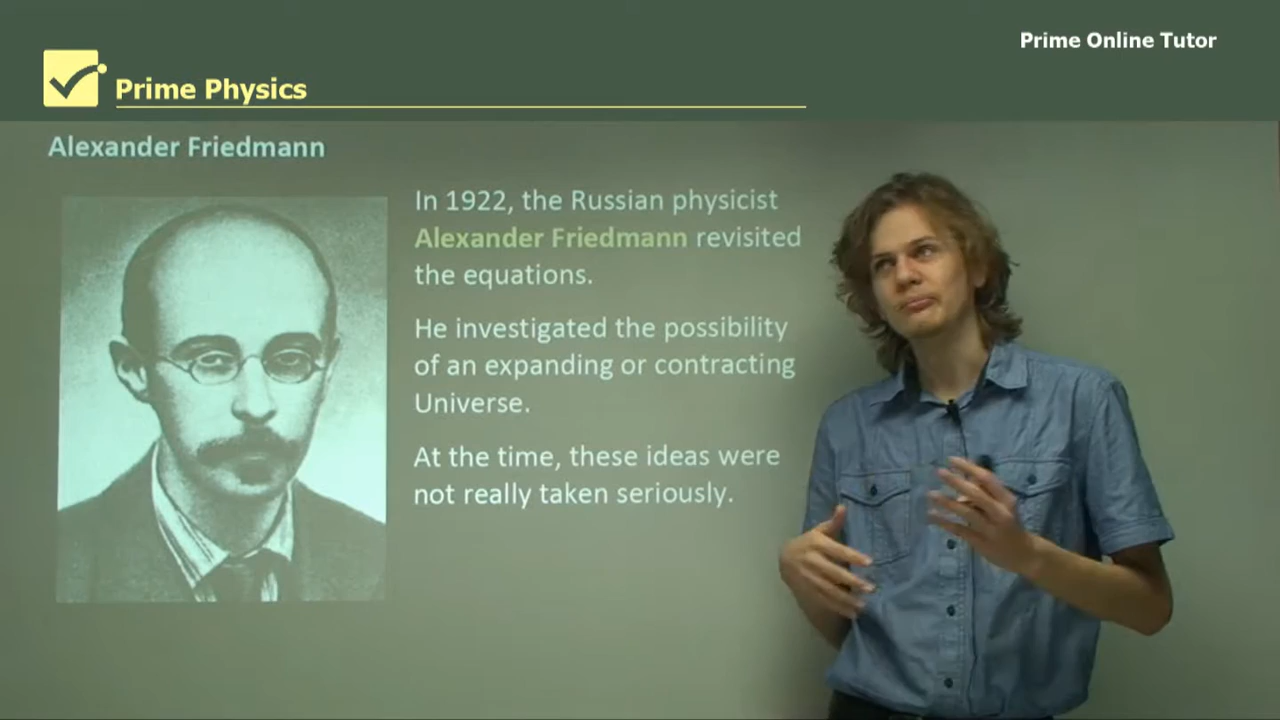 Prime Online Tutor
Prime Physics
Alexander Friedmann
In 1922, the Russian physicist
Alexander Friedmann revisited
the equations.
He investigated the possibility
of an expanding or contracting
Universe.
At the time, these ideas were
not really taken seriously.